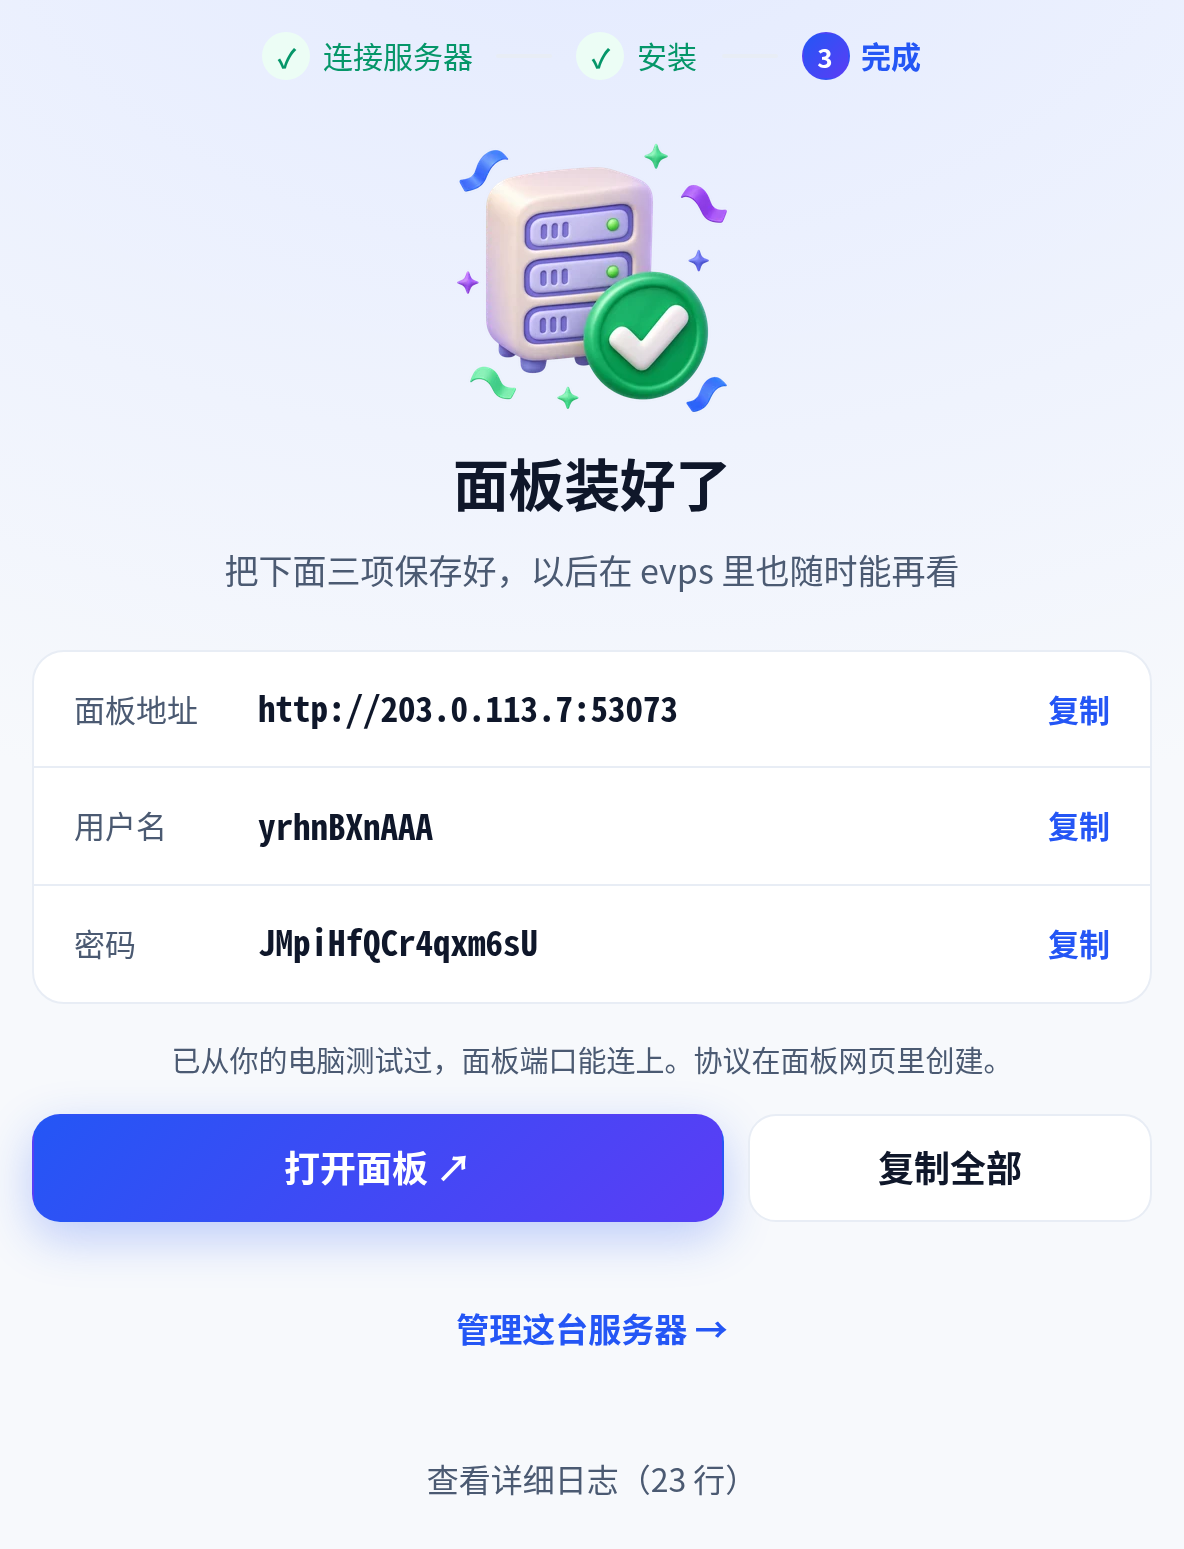 ✓ 连接服务器 ✓ 安装 3 完成
面板装好了
把下面三项保存好，以后在 evps 里也随时能再看
面板地址 http://203.0.113.7:53073 复制
用户名 yrhnBXnAAA 复制
密码 JMpiHfQCr4qxm6sU 复制
已从你的电脑测试过，面板端口能连上。协议在面板网页里创建。
打开面板 ↗ 复制全部
管理这台服务器 →
查看详细日志（23 行）